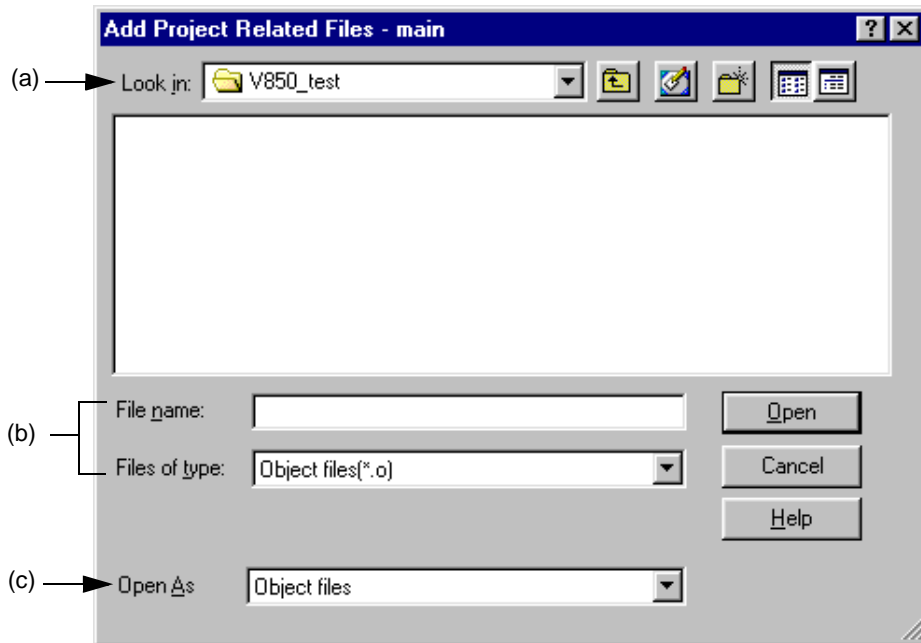 Add Project Related Files - main
?
(a)
Look in:
V850_test
File name:
Open
(b)
Files of type:
Object files(*.o)
Cancel
Help
(c)
Open As
Object files